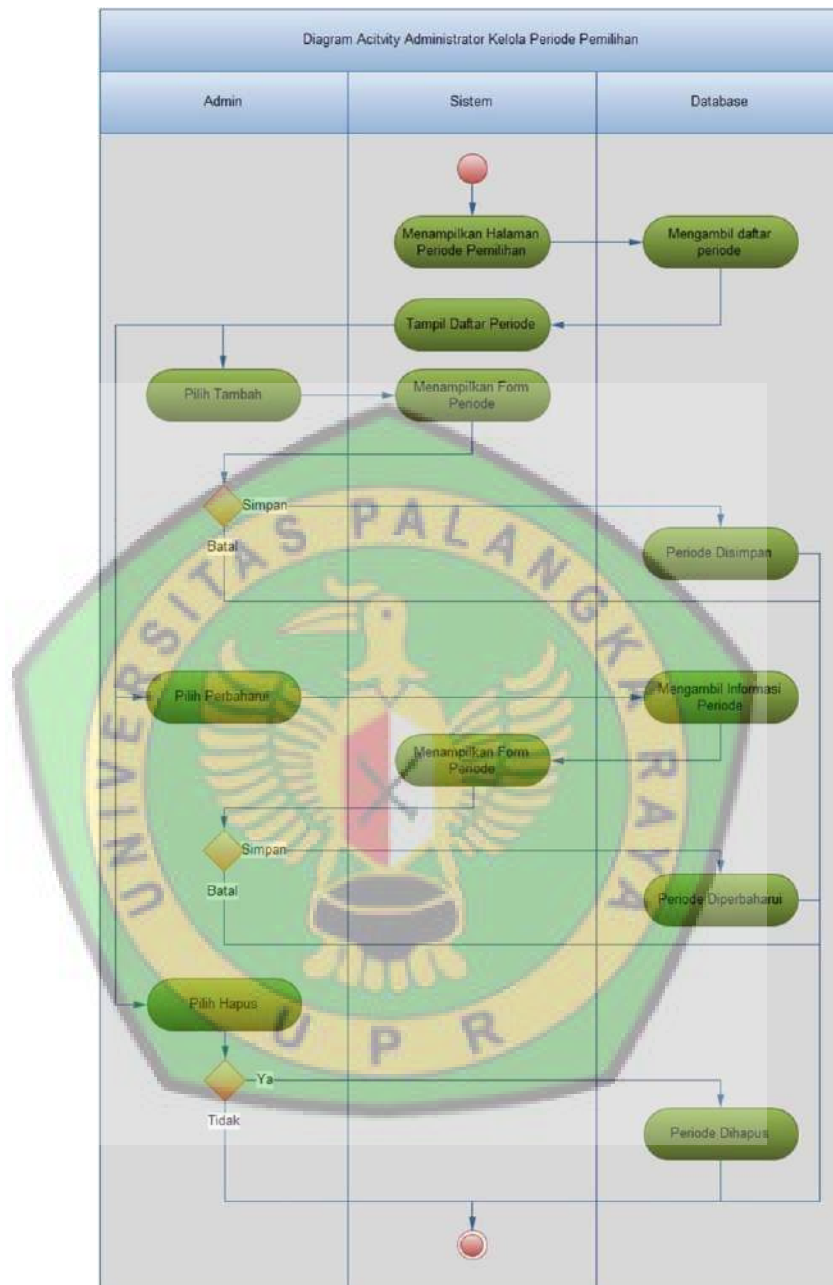 Diagram Acitvity Administrator Kelola Periode Pemilihan
Admin
Sistem
Database
Menampilkan Halaman
Periode Pemilihan
Mengambil daftar
periode
Tampil Daftar Periode
Pilih Tambah
Menampilkan Form
Periode
Simpan
Batal
Periode Disimpan
UNIVERSITAS PALANGKA RAYA
Pilih Perbaharui
Mengambil Informasi
Periode
Menampilkan Form
Periode
Simpan
Batal
Periode Diperbaharui
Pilih Hapus
UPR
Ya
Tidak
Periode Dihapus